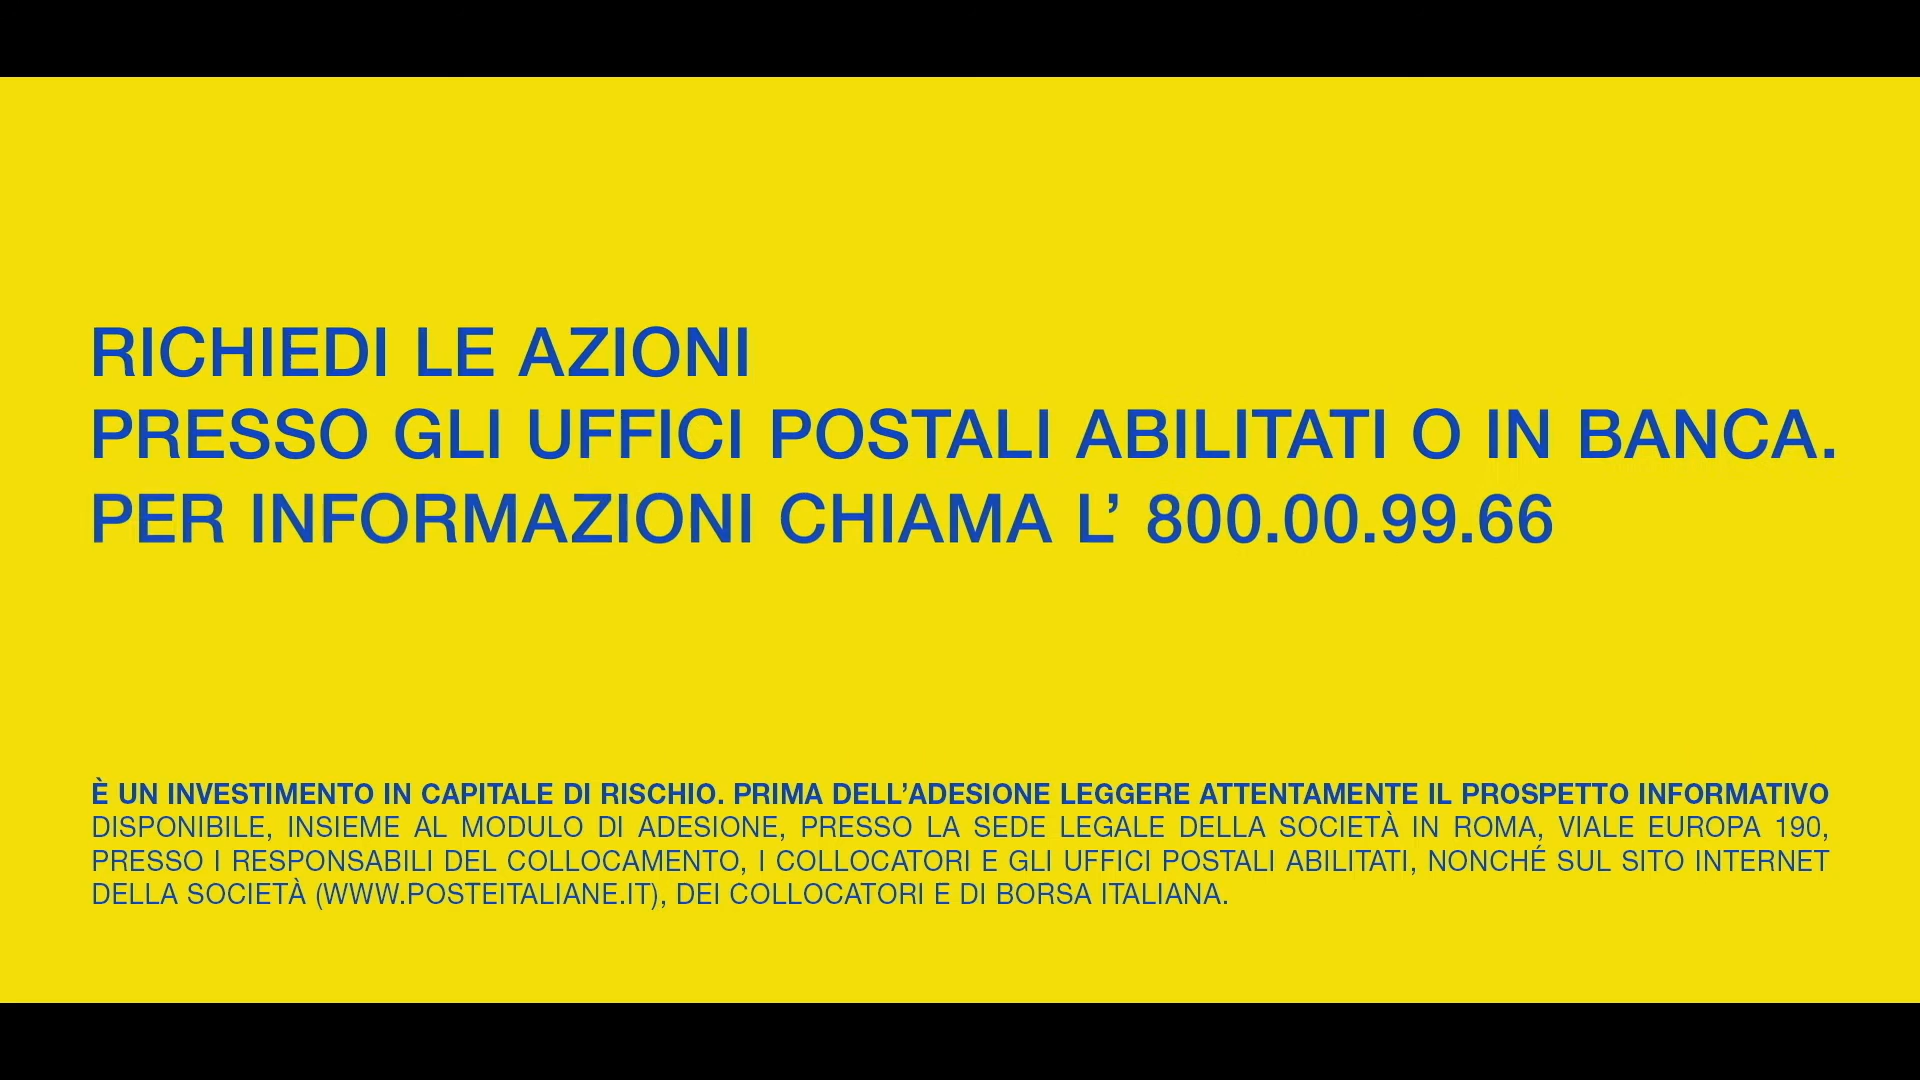 RICHIEDI LE AZIONI
PRESSO GLI UFFICI POSTALI ABILITATI O IN BANCA.
PER INFORMAZIONI CHIAMA L’ 800.00.99.66
È UN INVESTIMENTO IN CAPITALE DI RISCHIO. PRIMA DELL’ADESIONE LEGGERE ATTENTAMENTE IL PROSPETTO INFORMATIVO
DISPONIBILE, INSIEME AL MODULO DI ADESIONE, PRESSO LA SEDE LEGALE DELLA SOCIETÀ IN ROMA, VIALE EUROPA 190,
PRESSO I RESPONSABILI DEL COLLOCAMENTO, I COLLOCATORI E GLI UFFICI POSTALI ABILITATI, NONCHÉ SUL SITO INTERNET
DELLA SOCIETÀ (WWW.POSTEITALIANE.IT), DEI COLLOCATORI E DI BORSA ITALIANA.